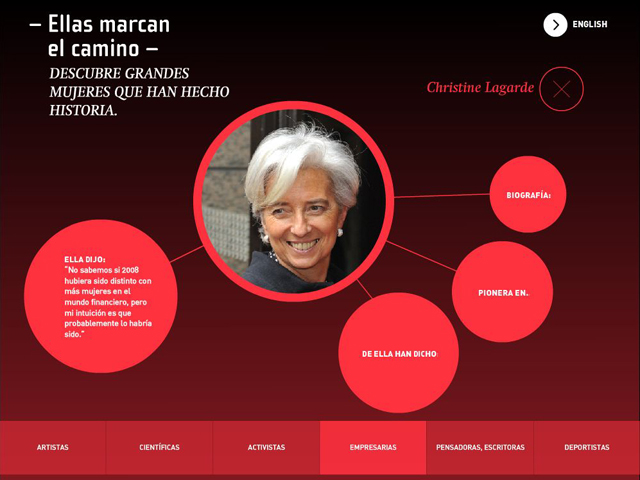 – Ellas marcan
el camino –
DESCUBRE GRANDES
MUJERES QUE HAN HECHO
HISTORIA.
ENGLISH
Christine Lagarde
BIOGRAFÍA:
ELLA DIJO:
"No sabemos si 2008
hubiera sido distinto con
más mujeres en el
mundo financiero, pero
mi intuición es que
probablemente lo habría
sido."
PIONERA EN.
DE ELLA HAN DICHO:
ARTISTAS
CIENTÍFICAS
ACTIVISTAS
EMPRESARIAS
PENSADORAS, ESCRITORAS
DEPORTISTAS